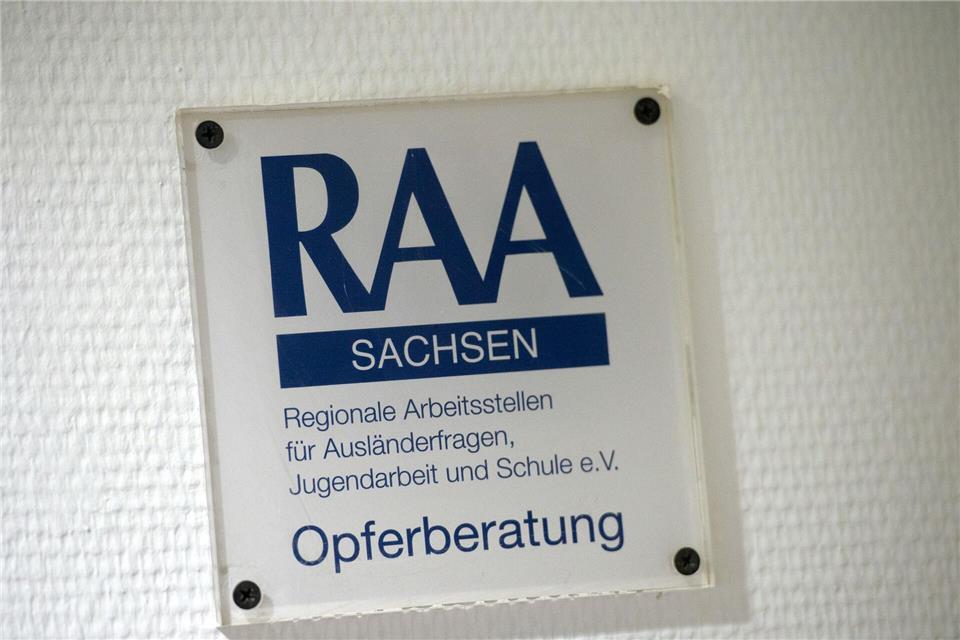 RAA
SACHSEN
Regionale Arbeitsstellen
für Ausländerfragen,
Jugendarbeit und Schule e.V.
Opferberatung